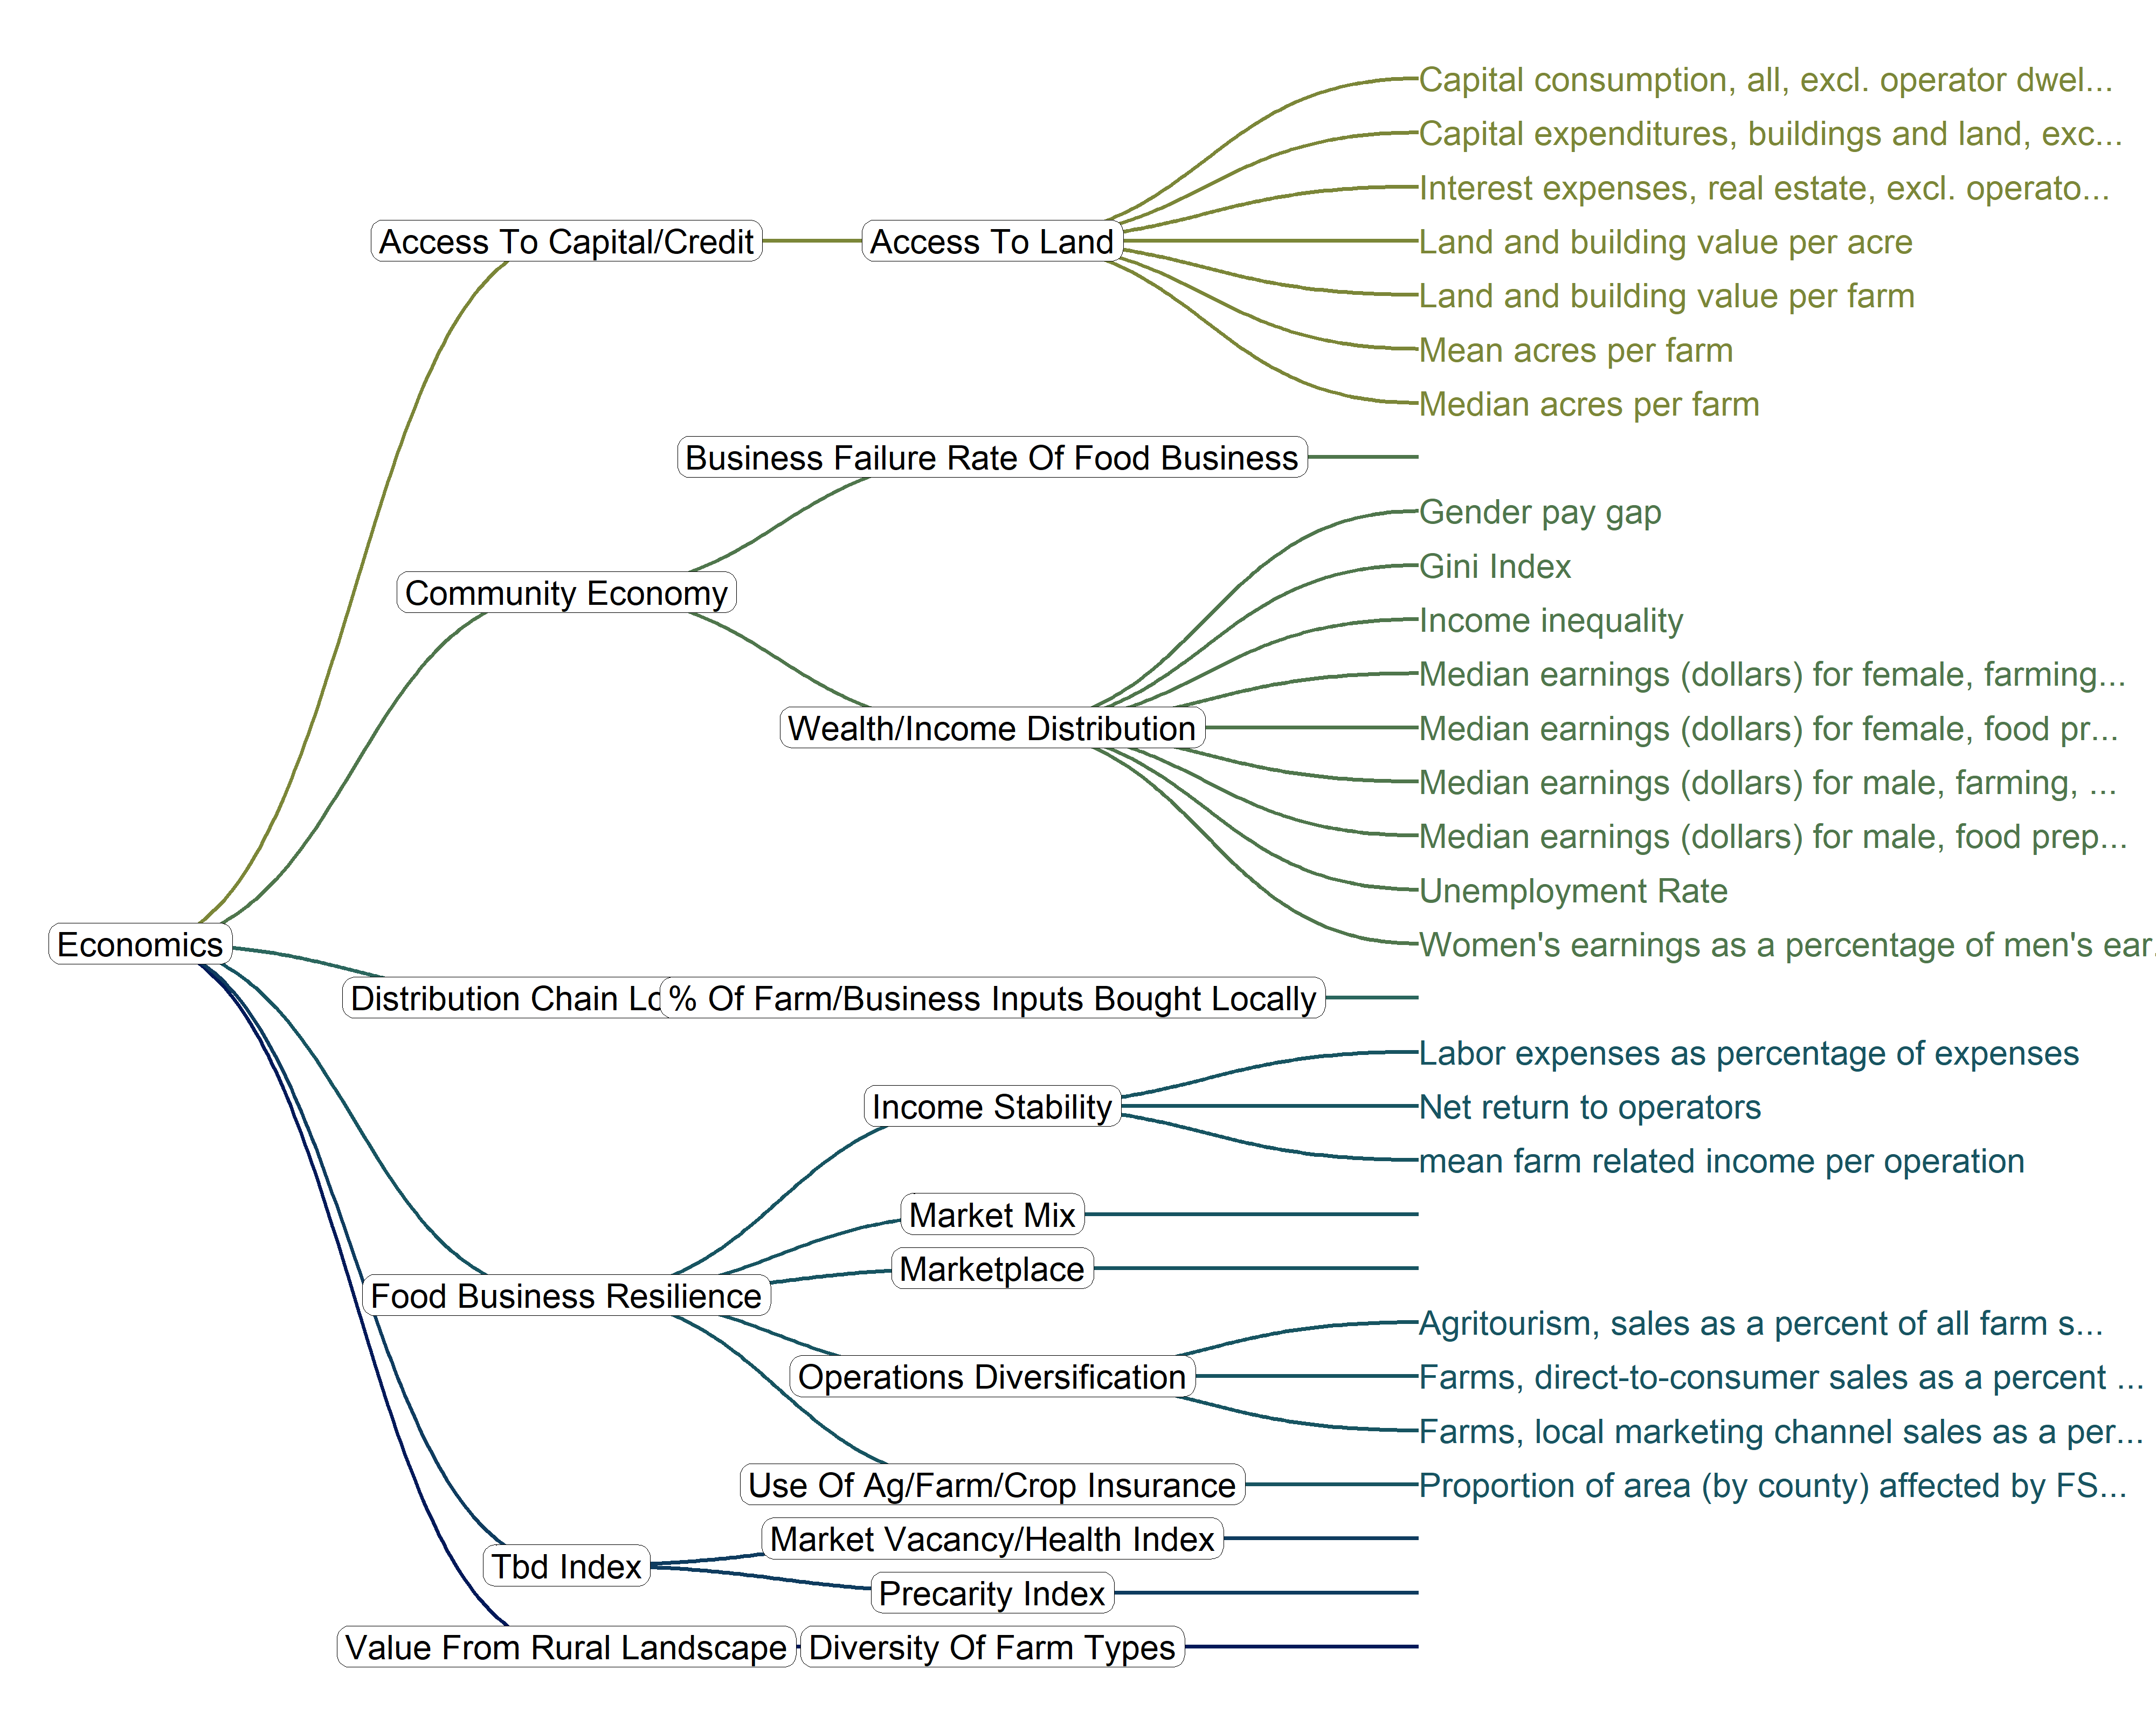 Capital consumption, all, excl. operator dwel...
Capital expenditures, buildings and land, exc...
Interest expenses, real estate, excl. operato...
Access To Capital/Credit
Access To Land
Land and building value per acre
Land and building value per farm
Mean acres per farm
Median acres per farm
Business Failure Rate Of Food Business
Gender pay gap
Gini Index
Community Economy
Income inequality
Median earnings (dollars) for female, farming...
Wealth/Income Distribution
Median earnings (dollars) for female, food pr...
Median earnings (dollars) for male, farming, ...
Median earnings (dollars) for male, food prep...
Unemployment Rate
Economics
Women's earnings as a percentage of men's ear.
Distribution Chain
% Of Farm/Business Inputs Bought Locally
Labor expenses as percentage of expenses
Income Stability
Net return to operators
mean farm related income per operation
Market Mix
Marketplace
Food Business Resilience
Agritourism, sales as a percent of all farm s...
Operations Diversification
Farms, direct-to-consumer sales as a percent ...
Farms, local marketing channel sales as a per...
Use Of Ag/Farm/Crop Insurance
Proportion of area (by county) affected by FS...
Market Vacancy/Health Index
Tbd Index
Precarity Index
Value From Rural Landscape
Diversity Of Farm Types